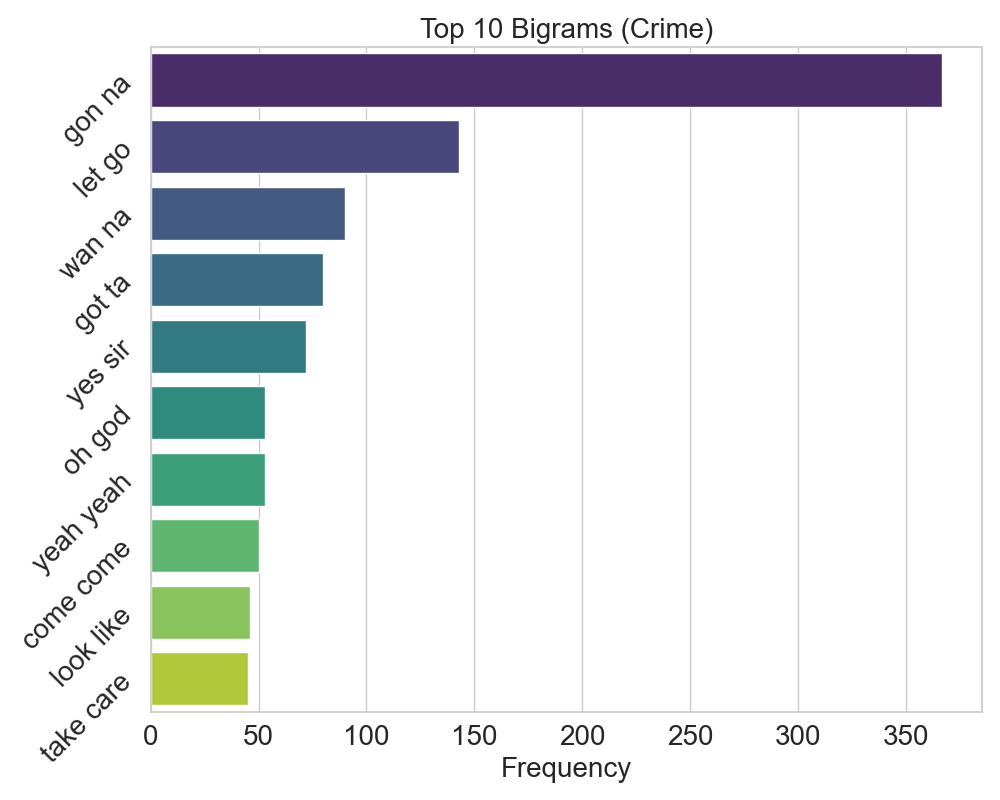 Top 10 Bigrams (Crime)
gon na
let go
wan na
got ta
yes sir
oh god
yeah yeah
come come
look like
take care
0 50 100 150 200 250 300 350
Frequency